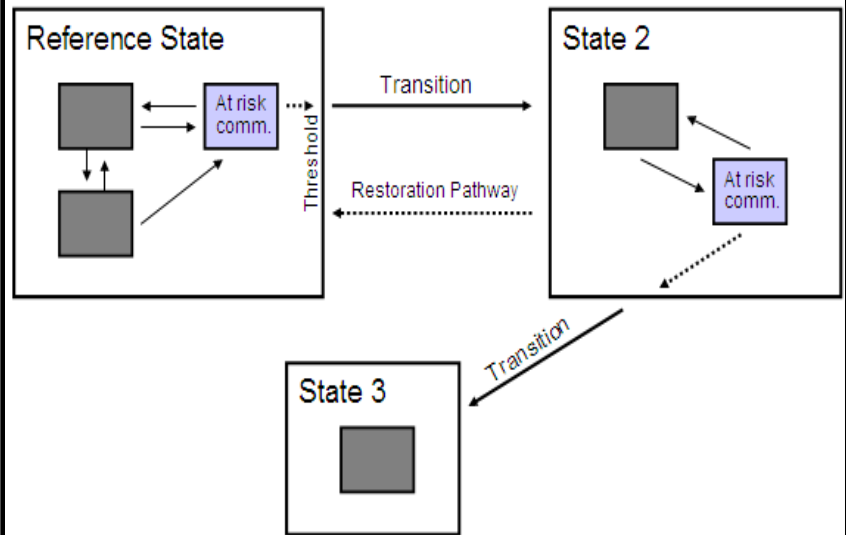 Reference State
At risk
comm.
Threshold
Transition
Restoration Pathway
State 2
At risk
comm.
Transition
State 3